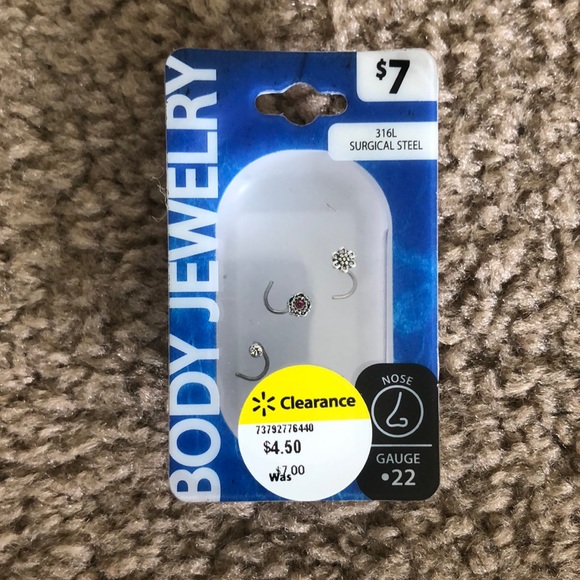 BODY JEWELRY
$7
316L
SURGICAL STEEL
NOSE
GAUGE
•22
Clearance
73792776440
$4.50
$7.00
Was